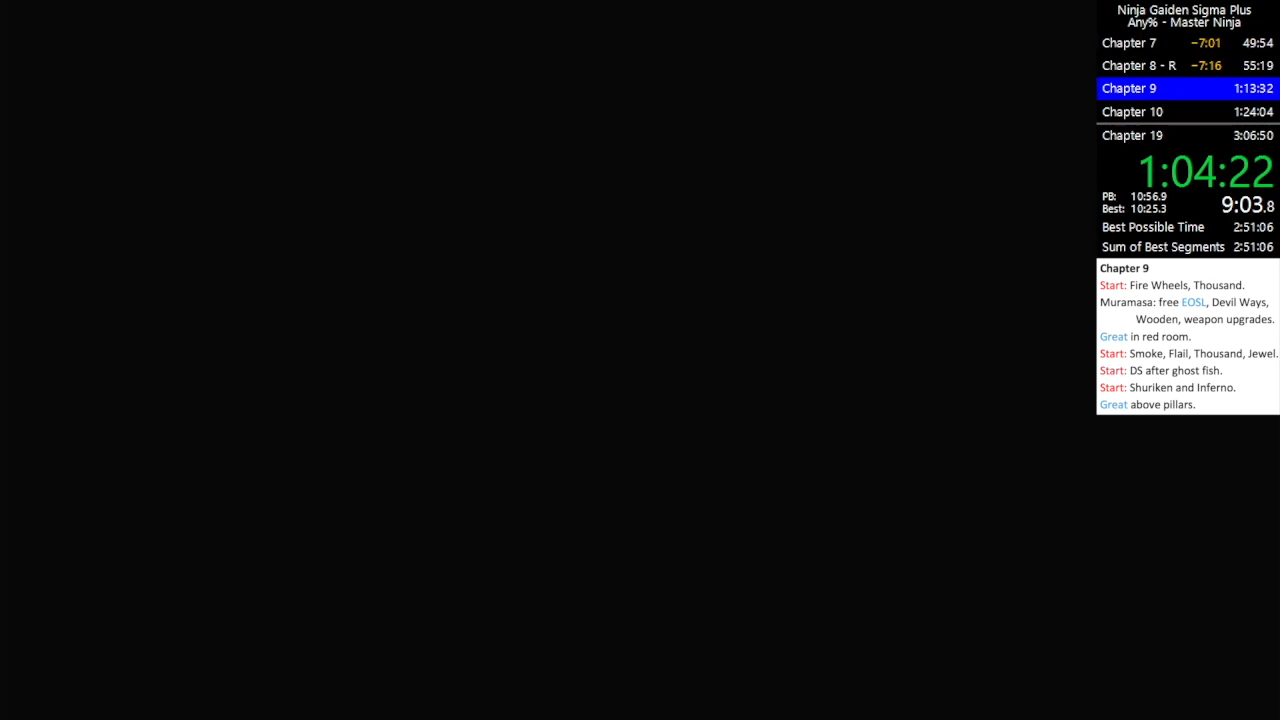 Ninja Gaiden Sigma Plus
Any% - Master Ninja
Chapter 7 −7:01 49:54
Chapter 8 - R −7:16 55:19
Chapter 9 1:13:32
Chapter 10 1:24:04
Chapter 19 3:06:50
1:04:22
PB: 10:56.9
Best: 10:25.3
9:03.8
Best Possible Time 2:51:06
Sum of Best Segments 2:51:06
Chapter 9
Start: Fire Wheels, Thousand.
Muramasa: free EOSL, Devil Ways,
Wooden, weapon upgrades.
Great in red room.
Start: Smoke, Flail, Thousand, Jewel.
Start: DS after ghost fish.
Start: Shuriken and Inferno.
Great above pillars.